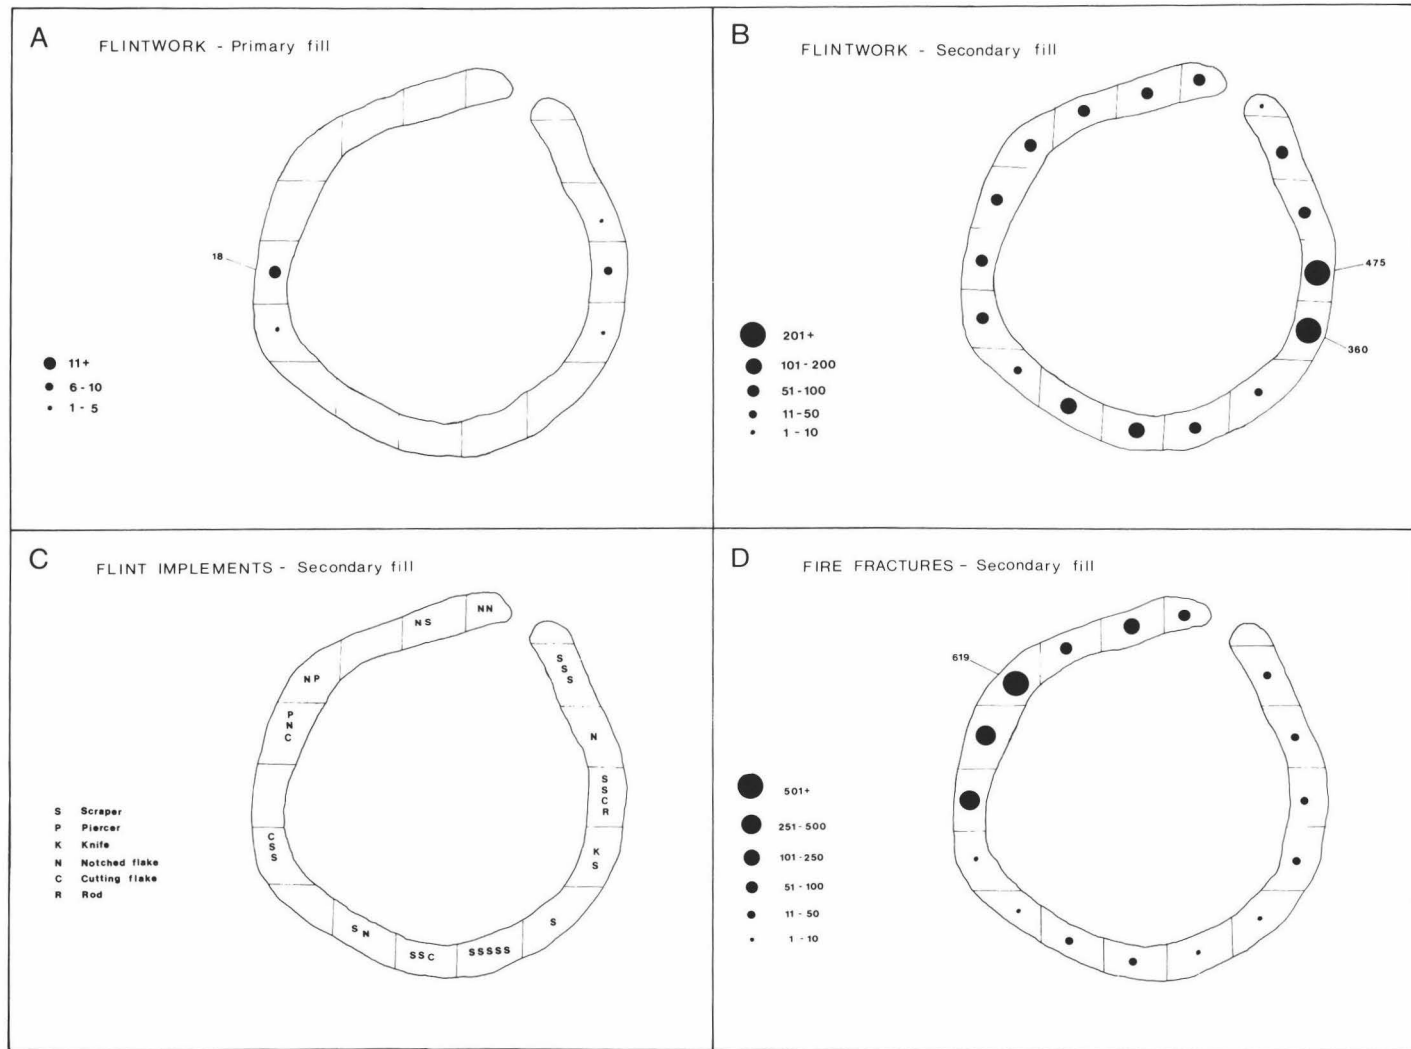 A
FLINTWORK - Primary fill
18
11+
6 - 10
1 - 5
B
FLINTWORK - Secondary fill
475
360
201+
101 - 200
51 - 100
11 - 50
1 - 10
C
FLINT IMPLEMENTS - Secondary fill
NN
NS
NP
P
N
C
S
S
S
N
S
S
C
R
K
S
C
S
S
S
SN
SSC
SSSSS
S Scraper
P Piercer
K Knife
N Notched flake
C Cutting flake
R Rod
D
FIRE FRACTURES - Secondary fill
619
501+
251 - 500
101 - 250
51 - 100
11 - 50
1 - 10